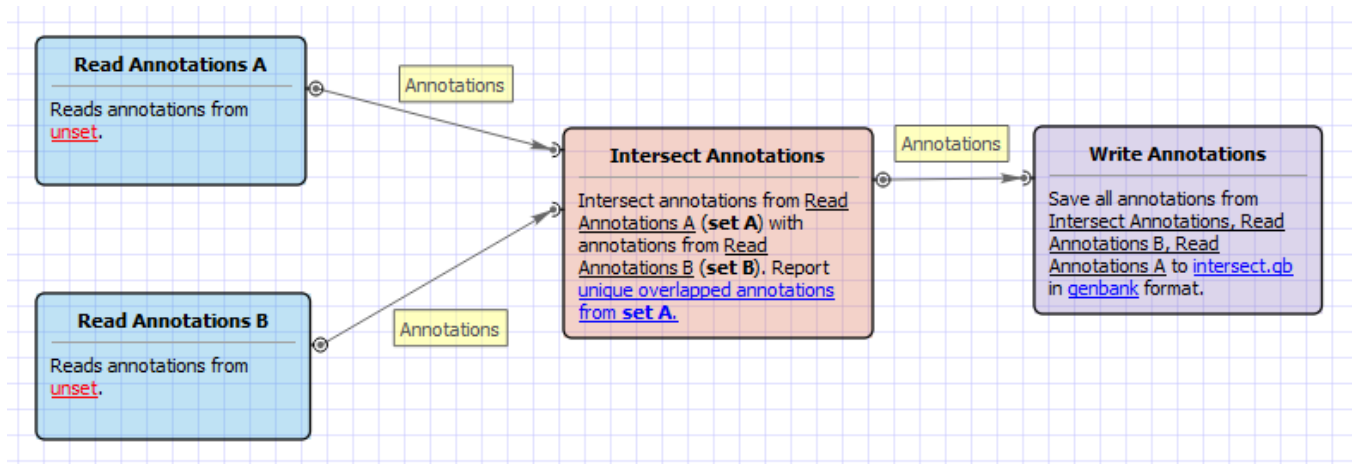 Read Annotations A
Reads annotations from
unset.
Annotations
Read Annotations B
Reads annotations from
unset.
Annotations
Intersect Annotations
Intersect annotations from Read
Annotations A (set A) with
annotations from Read
Annotations B (set B). Report
unique overlapped annotations
from set A.
Annotations
Write Annotations
Save all annotations from
Intersect Annotations, Read
Annotations B, Read
Annotations A to intersect.gb
in genbank format.